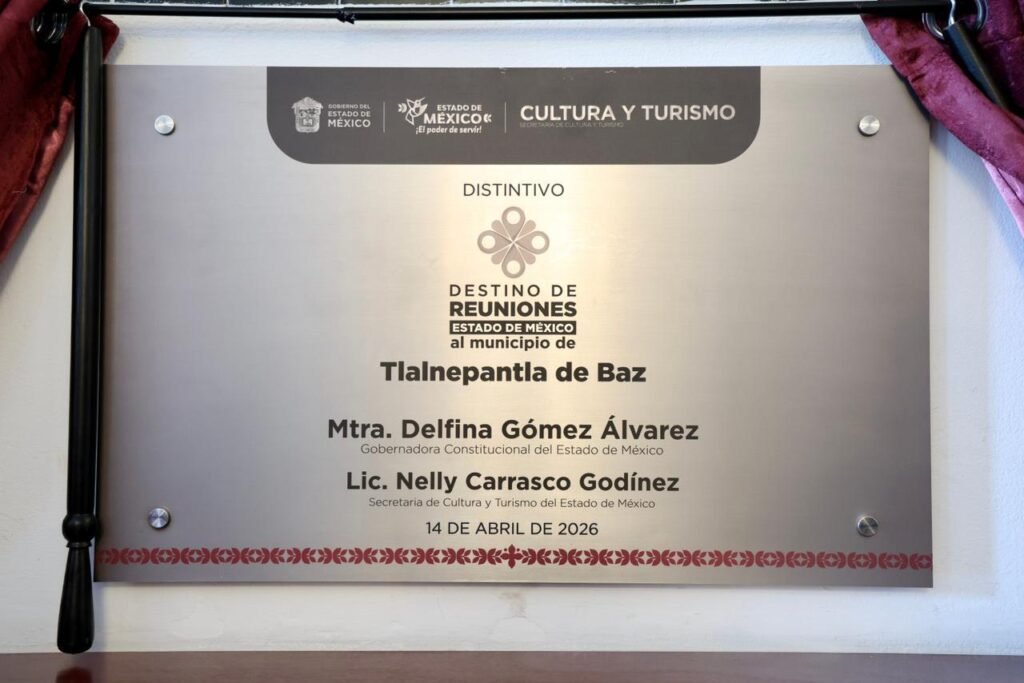 GOBIERNO DEL
ESTADO DE
MÉXICO
ESTADO DE
MÉXICO
¡El poder de servir!
CULTURA Y TURISMO
SECRETARÍA DE CULTURA Y TURISMO
DISTINTIVO
DESTINO DE
REUNIONES
ESTADO DE MÉXICO
al municipio de
Tlalnepantla de Baz
Mtra. Delfina Gómez Álvarez
Gobernadora Constitucional del Estado de México
Lic. Nelly Carrasco Godínez
Secretaria de Cultura y Turismo del Estado de México
14 DE ABRIL DE 2026